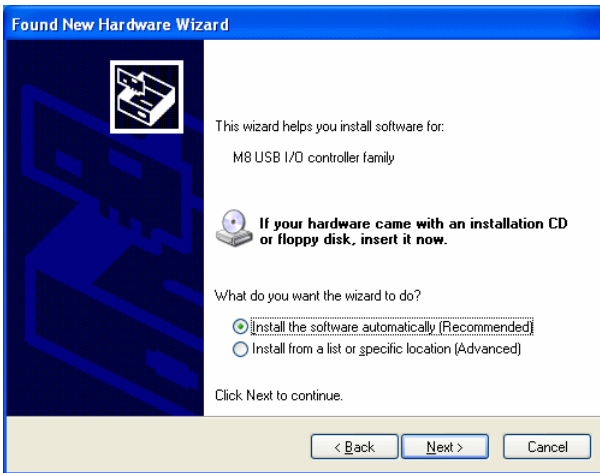 Found New Hardware Wizard
This wizard helps you install software for:
M8 USB I/O controller family
If your hardware came with an installation CD
or floppy disk, insert it now.
What do you want the wizard to do?
Install the software automatically (Recommended)
Install from a list or specific location (Advanced)
Click Next to continue.
< Back Next > Cancel